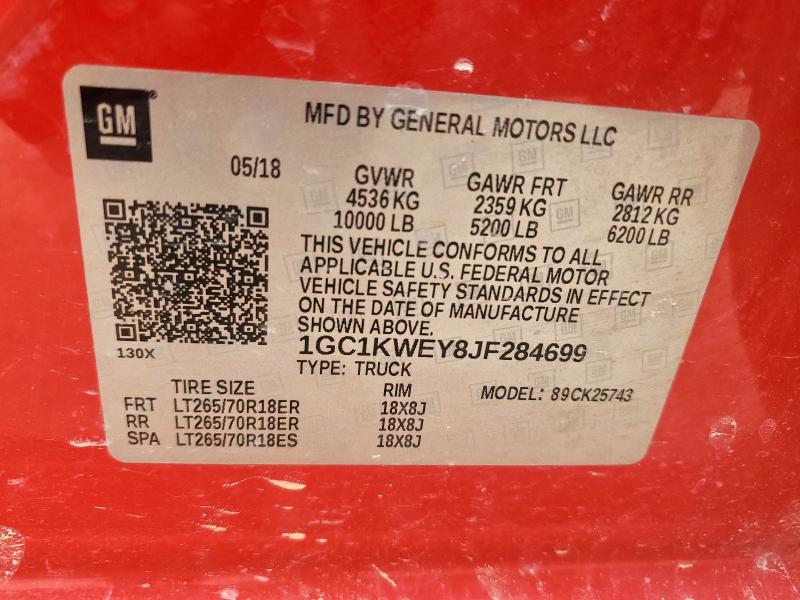 GM
MFD BY GENERAL MOTORS LLC
05/18
GVWR
4536 KG
10000 LB
GAWR FRT
2359 KG
5200 LB
GAWR RR
2812 KG
6200 LB
THIS VEHICLE CONFORMS TO ALL
APPLICABLE U.S. FEDERAL MOTOR
VEHICLE SAFETY STANDARDS IN EFFECT
ON THE DATE OF MANUFACTURE
SHOWN ABOVE.
130X
1GC1KWEY8JF284699
TYPE: TRUCK
MODEL: 89CK25743
TIRE SIZE RIM
FRT LT265/70R18ER 18X8J
RR LT265/70R18ER 18X8J
SPA LT265/70R18ES 18X8J